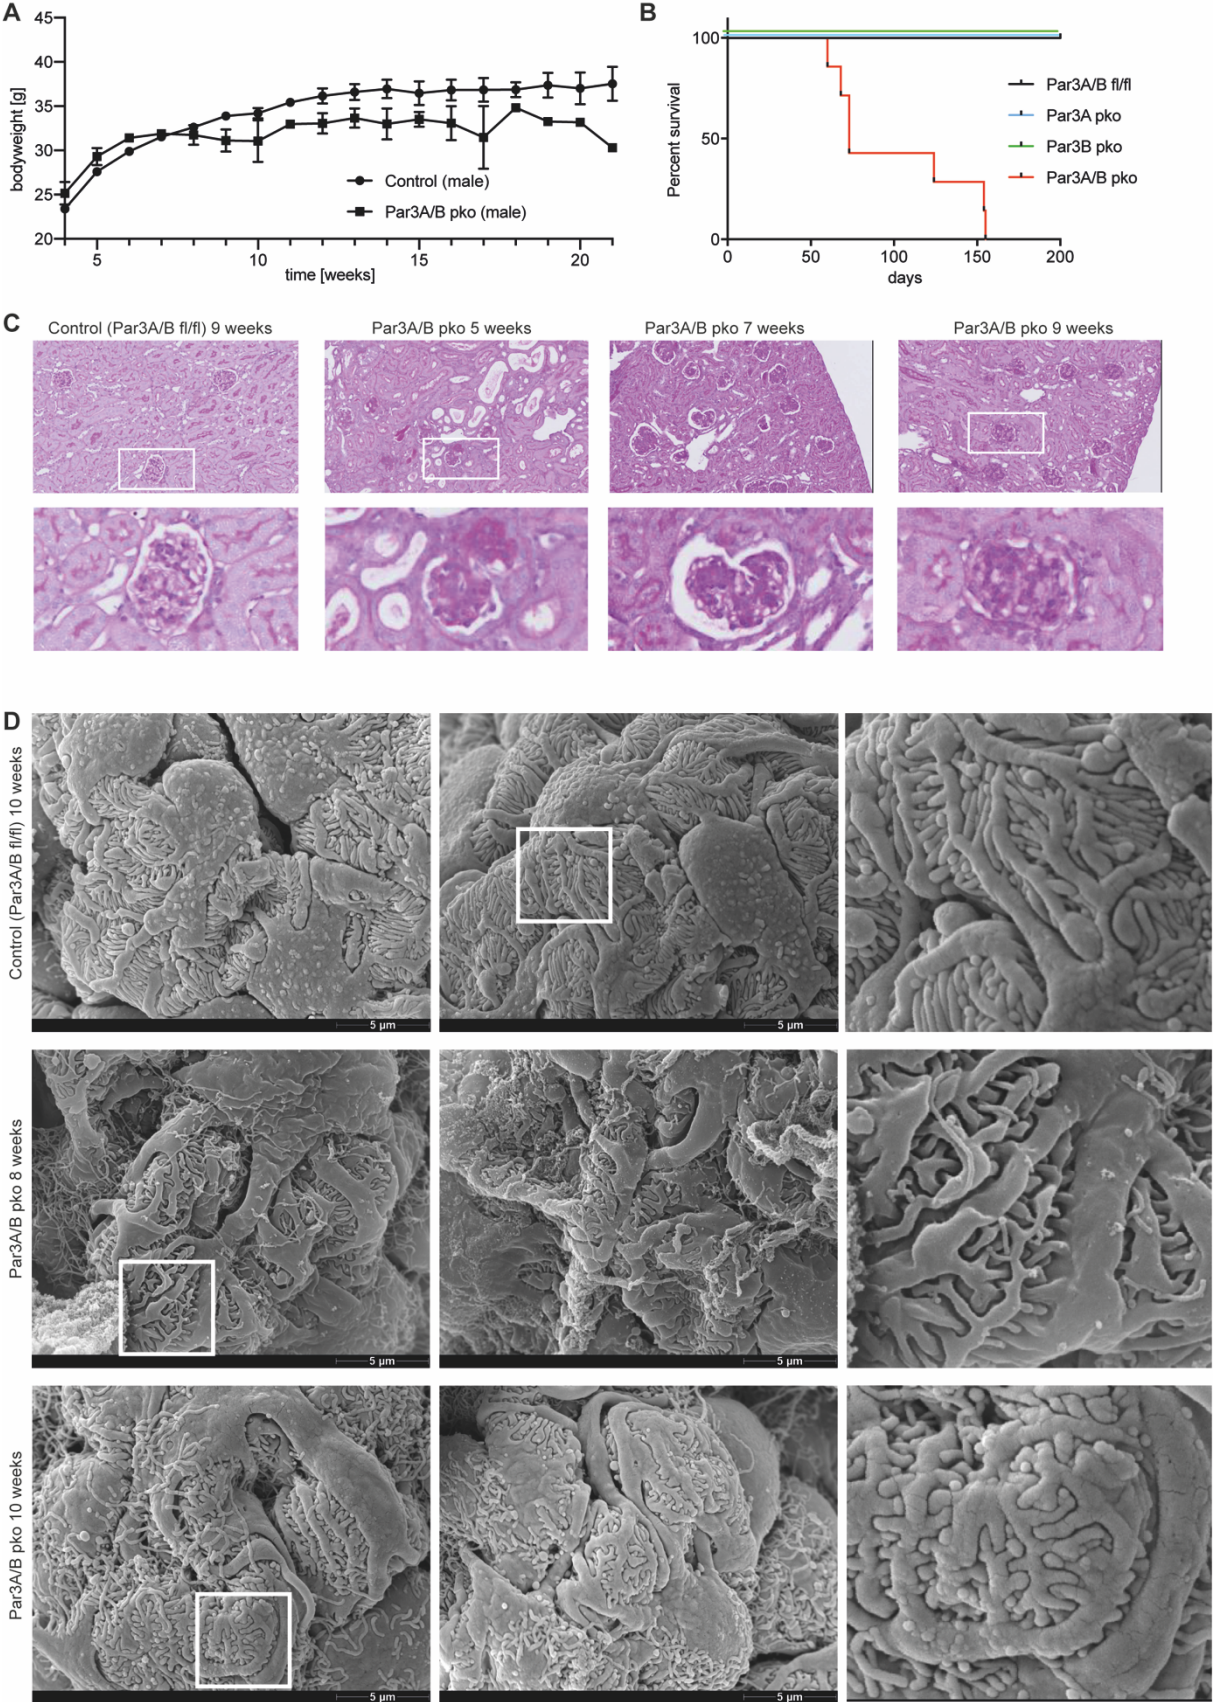 A
45
40
35
30
25
20
bodyweight [g]
Control (male)
Par3A/B pko (male)
5
10
15
20
time [weeks]
B
100
50
0
Percent survival
Par3A/B fl/fl
Par3A pko
Par3B pko
Par3A/B pko
0
50
100
150
200
days
C
Control (Par3A/B fl/fl) 9 weeks
Par3A/B pko 5 weeks
Par3A/B pko 7 weeks
Par3A/B pko 9 weeks
D
Control (Par3A/B fl/fl) 10 weeks
5 µm
5 µm
Par3A/B pko 8 weeks
5 µm
5 µm
Par3A/B pko 10 weeks
5 µm
5 µm